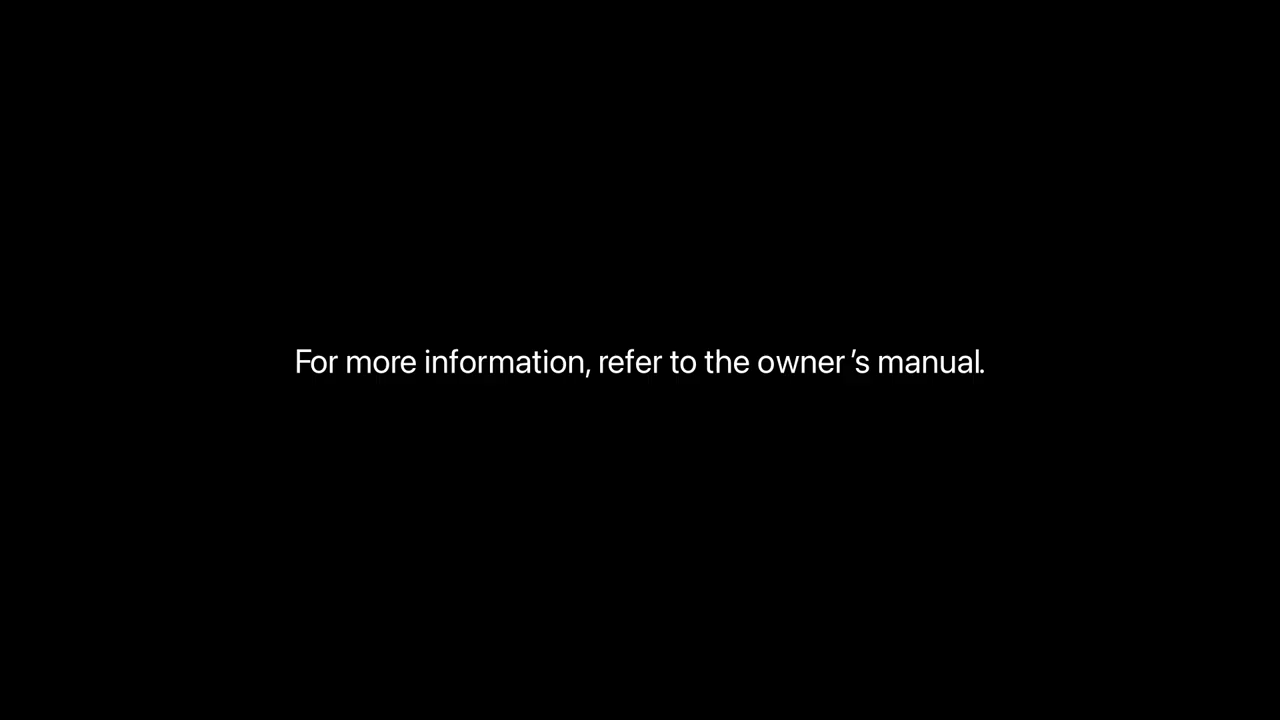 For more information, refer to the owner’s manual.